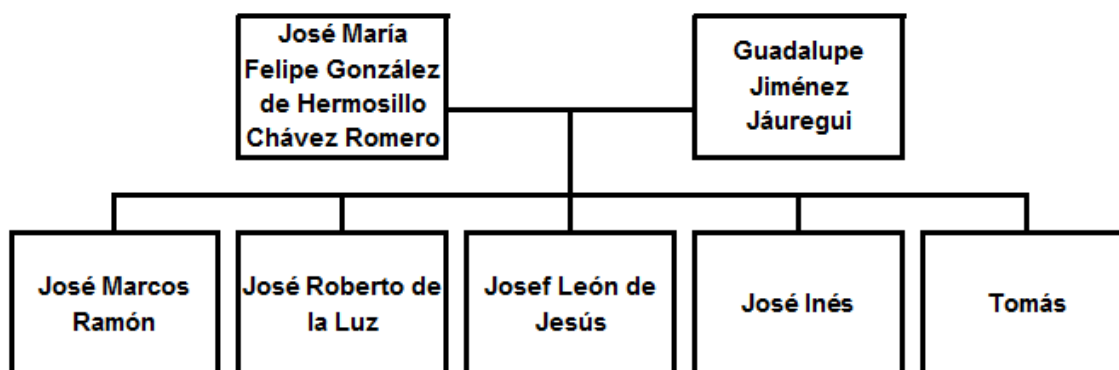 José María
Felipe González
de Hermosillo
Chávez Romero
Guadalupe
Jiménez
Jáuregui
José Marcos
Ramón
José Roberto de
la Luz
Josef León de
Jesús
José Inés
Tomás